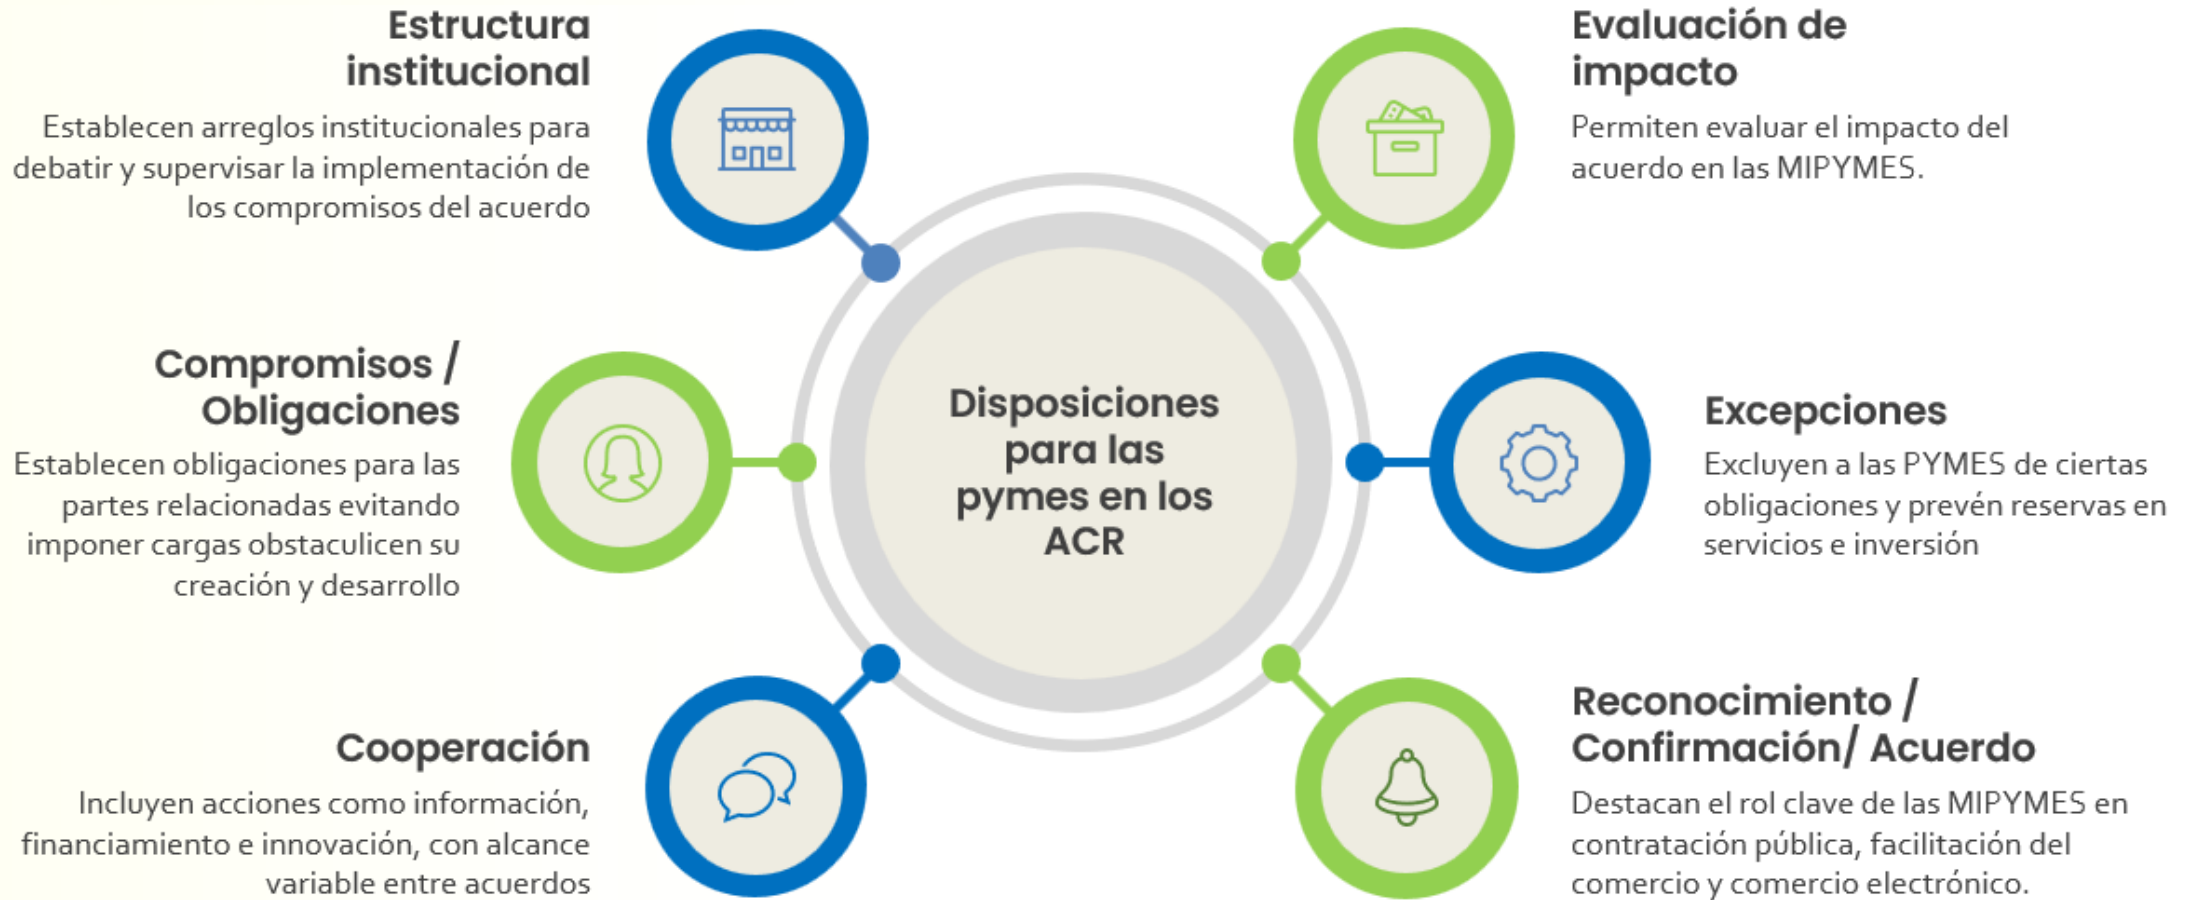 Estructura
institucional
Establecen arreglos institucionales para
debatir y supervisar la implementación de
los compromisos del acuerdo
Compromisos /
Obligaciones
Establecen obligaciones para las
partes relacionadas evitando
imponer cargas obstaculicen su
creación y desarrollo
Cooperación
Incluyen acciones como información,
financiamiento e innovación, con alcance
variable entre acuerdos
Disposiciones
para las
pymes en los
ACR
Evaluación de
impacto
Permiten evaluar el impacto del
acuerdo en las MIPYMES.
Excepciones
Excluyen a las PYMES de ciertas
obligaciones y prevén reservas en
servicios e inversión
Reconocimiento /
Confirmación/ Acuerdo
Destacan el rol clave de las MIPYMES en
contratación pública, facilitación del
comercio y comercio electrónico.